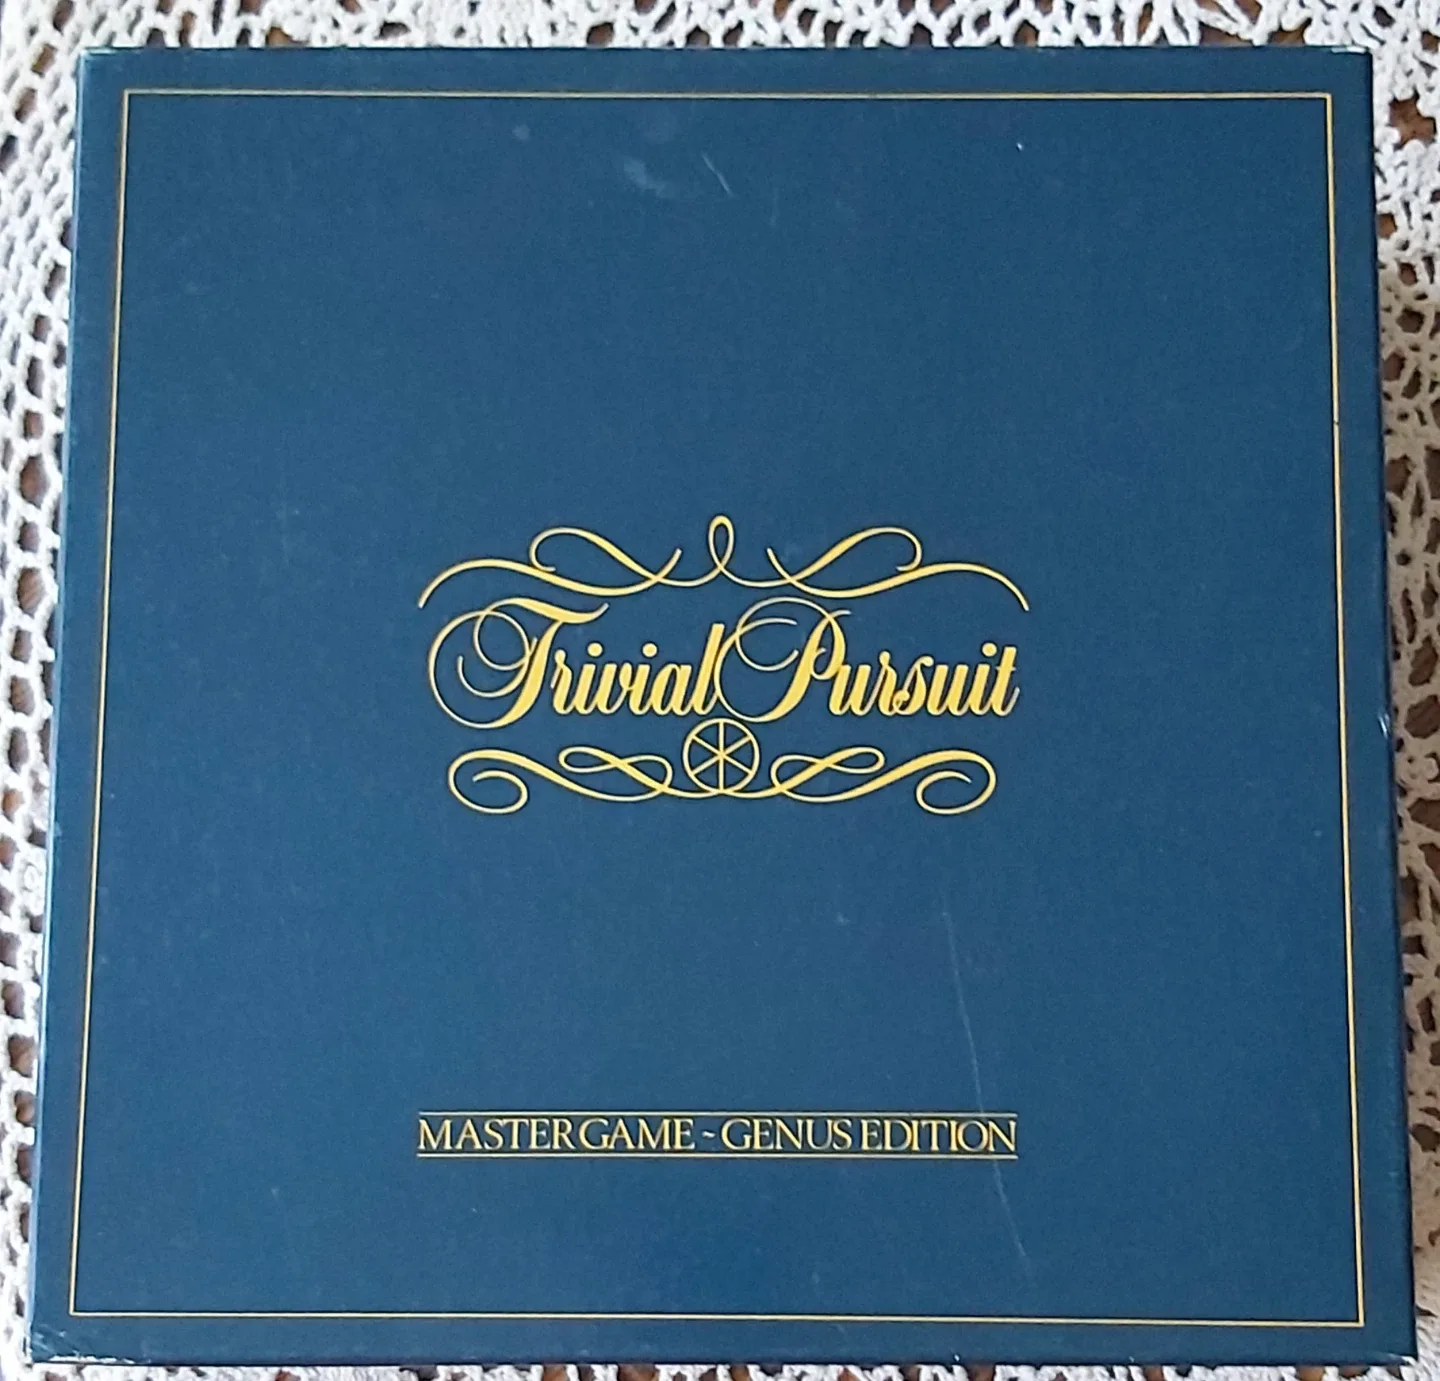 Trivial Pursuit
MASTER GAME ~ GENUS EDITION